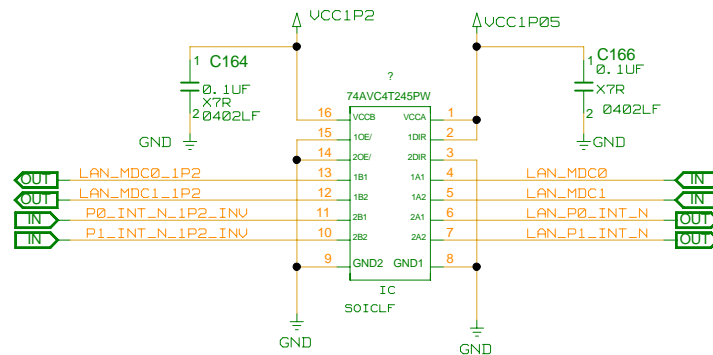 VCC1P2
VCC1P05
1 C164
0.1UF
X7R
2 0402LF
GND
?
74AVC4T245PW
1 C166
0.1UF
X7R
2 0402LF
GND
16 VCCB VCCA 1
15 1OE/ 1DIR 2
14 2OE/ 2DIR 3
OUT LAN_MDC0_1P2 13 1B1 1A1 4 LAN_MDC0 IN
OUT LAN_MDC1_1P2 12 1B2 1A2 5 LAN_MDC1 IN
IN P0_INT_N_1P2_INV 11 2B1 2A1 6 LAN_P0_INT_N OUT
IN P1_INT_N_1P2_INV 10 2B2 2A2 7 LAN_P1_INT_N OUT
9 GND2 GND1 8
IC
SOICLF
GND
GND